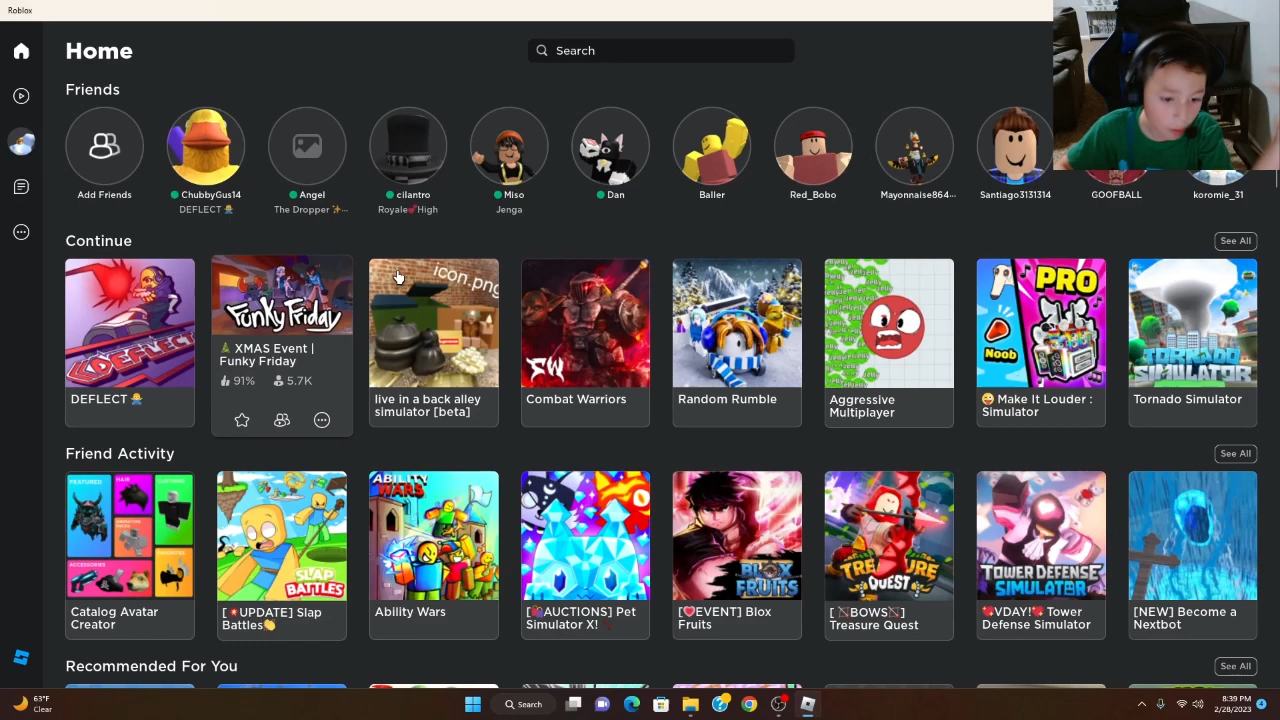 Roblox
Home
Search
Friends
Add Friends
ChubbyGus14
DEFLECT
Angel
The Dropper ...
cilantro
Royale High
Miso
Jenga
Dan
Baller
Red_Bobo
Mayonnaise864...
Santiago3131314
GOOFBALL
koromie_31
Continue
See All
DEFLECT
Funky Friday
icon.png
FW
PRO
Noob
TORNADO
SIMULATOR
DEFLECT
XMAS Event |
Funky Friday
91%
5.7K
live in a back alley
simulator [beta]
Combat Warriors
Random Rumble
Aggressive
Multiplayer
Make It Louder :
Simulator
Tornado Simulator
Friend Activity
See All
FEATURED
HAIR
ACCESSORIES
SLAP
BATTLES
ABILITY
WARS
BLOX
FRUITS
TREASURE
QUEST
TOWER DEFENSE
SIMULATOR
Catalog Avatar
Creator
[UPDATE] Slap
Battles
Ability Wars
[AUCTIONS] Pet
Simulator X!
[EVENT] Blox
Fruits
[BOWS]
Treasure Quest
VDAY! Tower
Defense Simulator
[NEW] Become a
Nextbot
Recommended For You
See All
63°F
Clear
Search
8:39 PM
2/28/2023
4